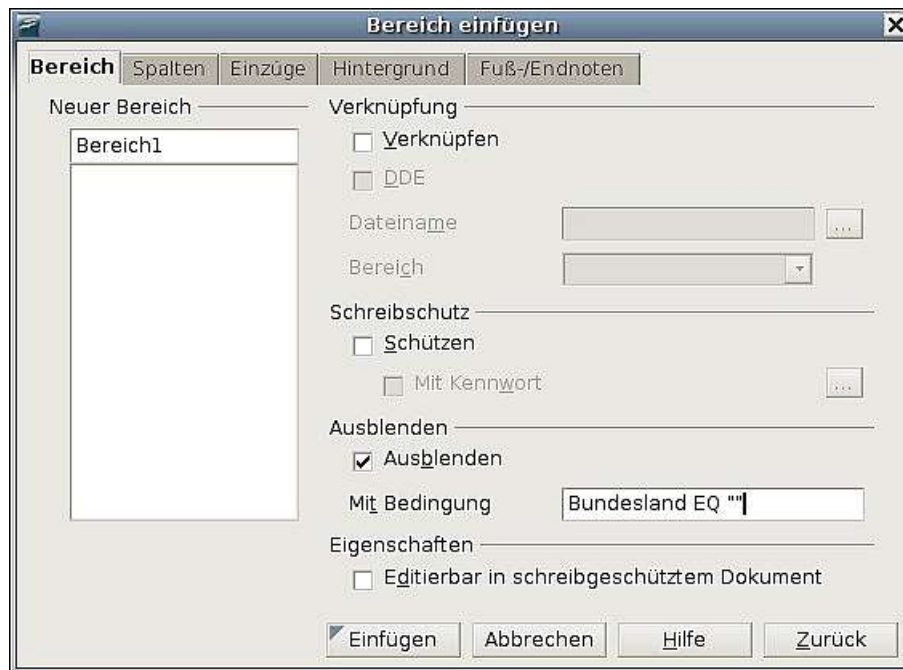 Bereich einfügen
Bereich Spalten Einzüge Hintergrund Fuß-/Endnoten
Neuer Bereich
Bereich1
Verknüpfung
Verknüpfen
DDE
Dateiname ...
Bereich
Schreibschutz
Schützen
Mit Kennwort ...
Ausblenden
Ausblenden
Mit Bedingung Bundesland EQ ""
Eigenschaften
Editierbar in schreibgeschütztem Dokument
Einfügen Abbrechen Hilfe Zurück